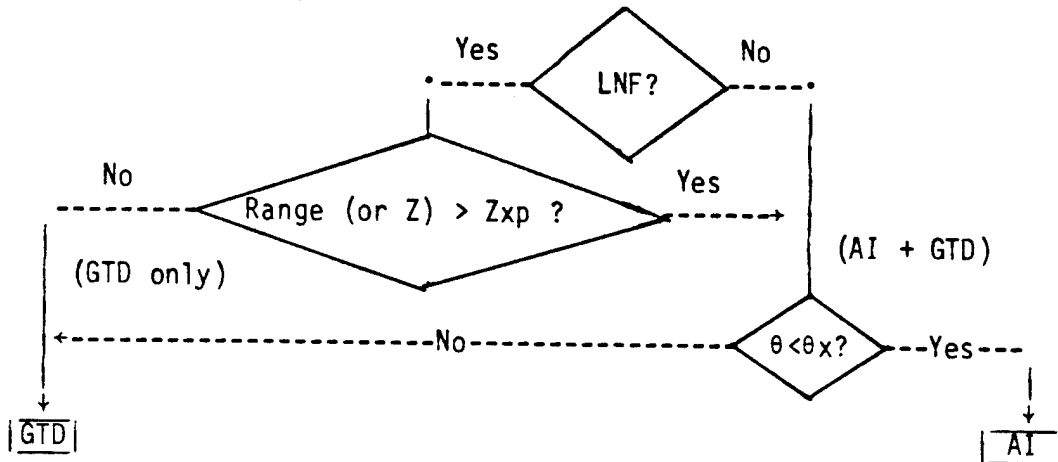 Yes
No
LNF?
No
Yes
Range (or Z) > Zxp ?
(GTD only)
(AI + GTD)
No
θ<θx?
Yes
GTD
AI